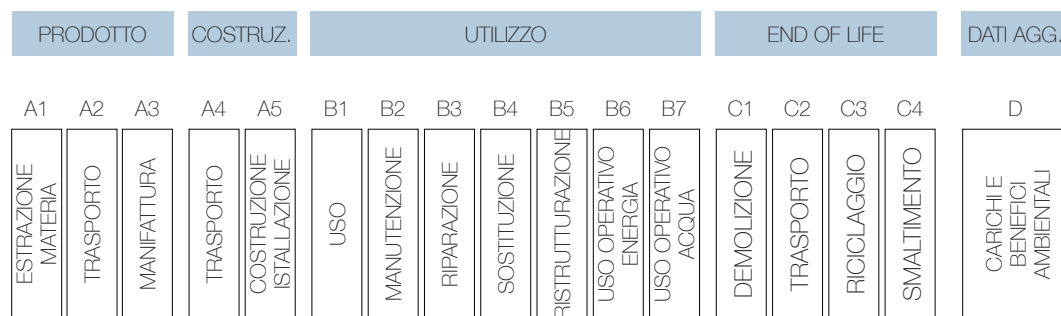 PRODOTTO
COSTRUZ.
UTILIZZO
END OF LIFE
DATI AGG.
A1
A2
A3
A4
A5
B1
B2
B3
B4
B5
B6
B7
C1
C2
C3
C4
D
ESTRAZIONE
MATERIA
TRASPORTO
MANIFATTURA
TRASPORTO
COSTRUZIONE
ISTALLAZIONE
USO
MANUTENZIONE
RIPARAZIONE
SOSTITUZIONE
RISTRUTTURAZIONE
USO OPERATIVO
ENERGIA
USO OPERATIVO
ACQUA
DEMOLIZIONE
TRASPORTO
RICICLAGGIO
SMALTIMENTO
CARICHI E
BENEFICI
AMBIENTALI